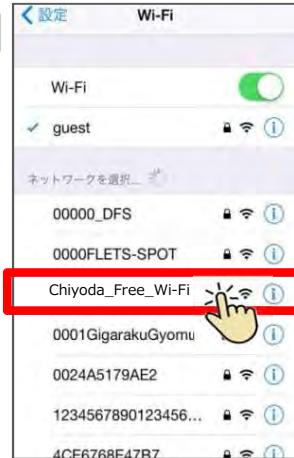 設定 Wi-Fi
Wi-Fi
guest
ネットワークを選択...
00000_DFS
0000FLETS-SPOT
Chiyoda_Free_Wi-Fi
0001GigarakuGyomu
0024A5179AE2
1234567890123456...
4CE6768E47B7